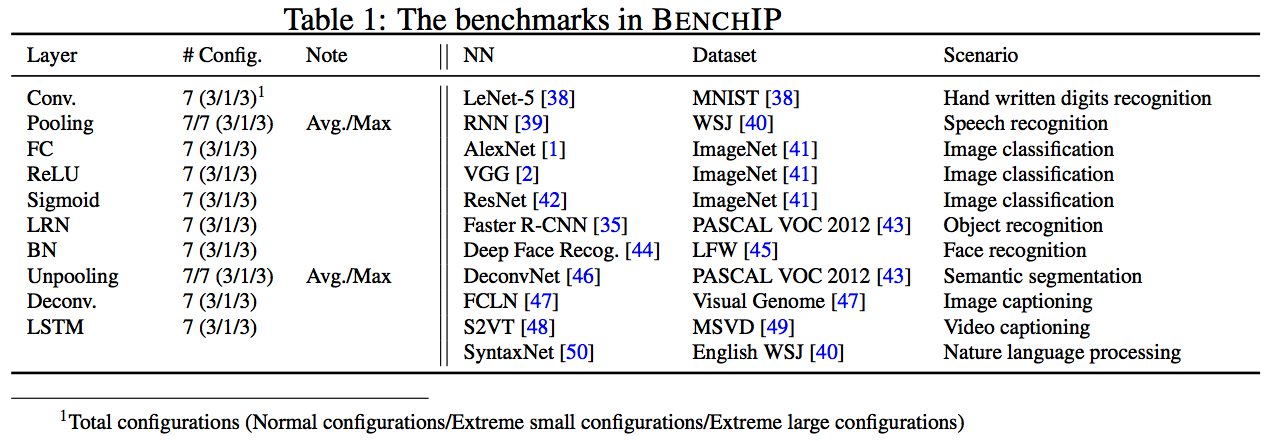 Table 1: The benchmarks in BENCHIP
Layer # Config. Note NN Dataset Scenario
Conv. 7 (3/1/3)1 LeNet-5 [38] MNIST [38] Hand written digits recognition
Pooling 7/7 (3/1/3) Avg./Max RNN [39] WSJ [40] Speech recognition
FC 7 (3/1/3) AlexNet [1] ImageNet [41] Image classification
ReLU 7 (3/1/3) VGG [2] ImageNet [41] Image classification
Sigmoid 7 (3/1/3) ResNet [42] ImageNet [41] Image classification
LRN 7 (3/1/3) Faster R-CNN [35] PASCAL VOC 2012 [43] Object recognition
BN 7 (3/1/3) Deep Face Recog. [44] LFW [45] Face recognition
Unpooling 7/7 (3/1/3) Avg./Max DeconvNet [46] PASCAL VOC 2012 [43] Semantic segmentation
Deconv. 7 (3/1/3) FCLN [47] Visual Genome [47] Image captioning
LSTM 7 (3/1/3) S2VT [48] MSVD [49] Video captioning
SyntaxNet [50] English WSJ [40] Nature language processing
1Total configurations (Normal configurations/Extreme small configurations/Extreme large configurations)